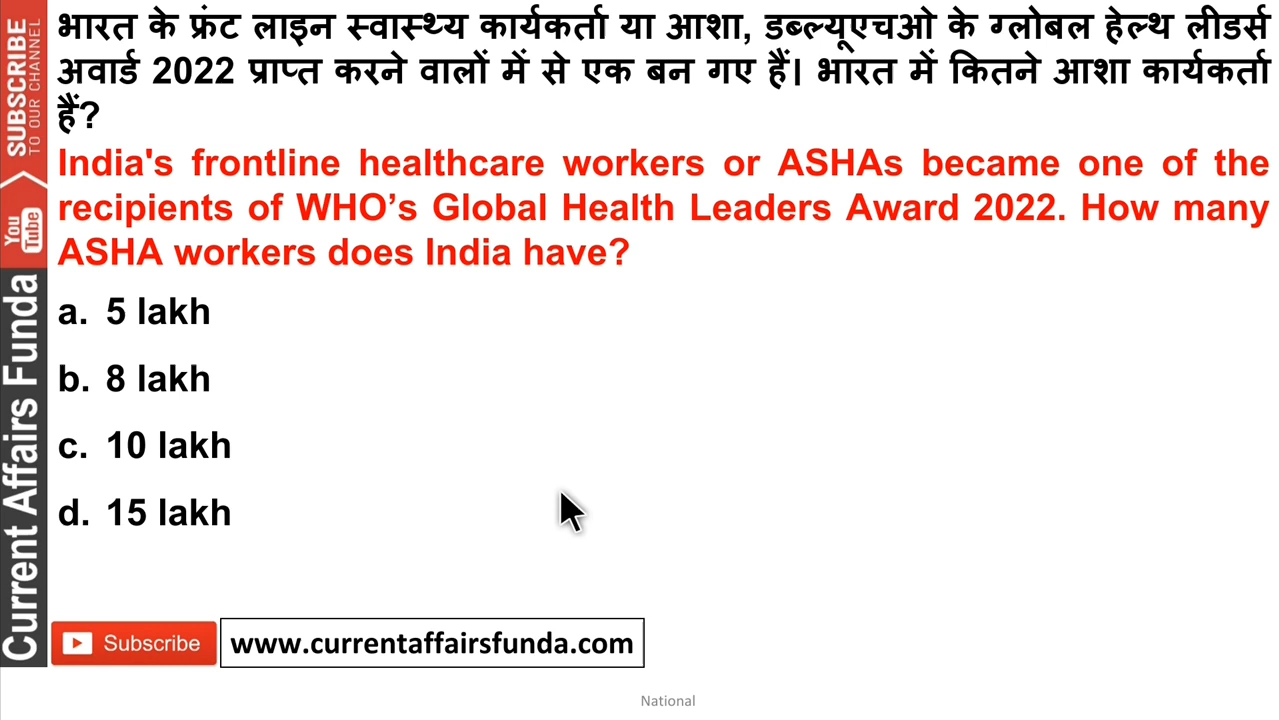 भारत के फ्रंट लाइन स्वास्थ्य कार्यकर्ता या आशा, डब्ल्यूएचओ के ग्लोबल हेल्थ लीडर्स
अवार्ड 2022 प्राप्त करने वालों में से एक बन गए हैं। भारत में कितने आशा कार्यकर्ता
हैं?
India's frontline healthcare workers or ASHAs became one of the
recipients of WHO’s Global Health Leaders Award 2022. How many
ASHA workers does India have?
a. 5 lakh
b. 8 lakh
c. 10 lakh
d. 15 lakh
SUBSCRIBE
TO OUR CHANNEL
You
Tube
Current Affairs Funda
Subscribe
www.currentaffairsfunda.com
National